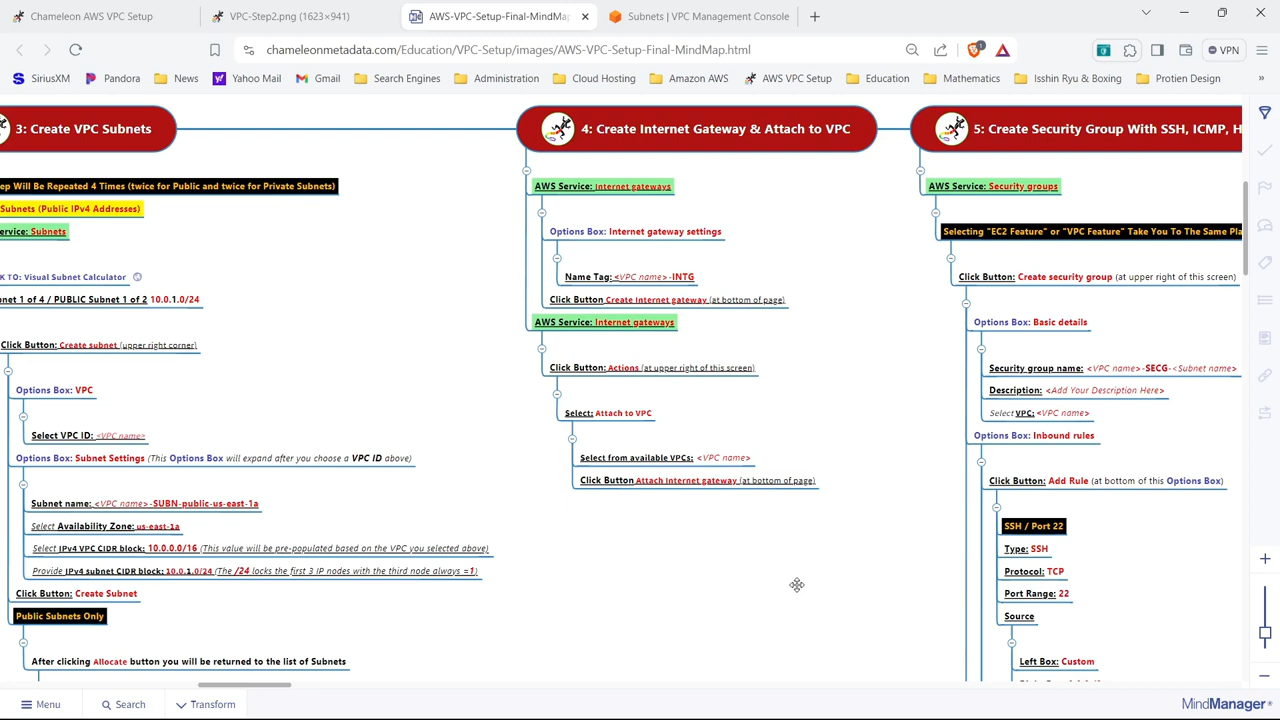 Chameleon AWS VPC Setup
VPC-Step2.png (1623×941)
AWS-VPC-Setup-Final-MindMap
Subnets | VPC Management Console
chameleonmetadata.com/Education/VPC-Setup/images/AWS-VPC-Setup-Final-MindMap.html
1
VPN
SiriusXM
Pandora
News
Yahoo Mail
Gmail
Search Engines
Administration
Cloud Hosting
Amazon AWS
AWS VPC Setup
Education
Mathematics
Isshin Ryu & Boxing
Protien Design
»
3: Create VPC Subnets
ep Will Be Repeated 4 Times (twice for Public and twice for Private Subnets)
Subnets (Public IPv4 Addresses)
ervice: Subnets
K TO: Visual Subnet Calculator
bnet 1 of 4 / PUBLIC Subnet 1 of 2 10.0.1.0/24
Click Button: Create subnet (upper right corner)
Options Box: VPC
Select VPC ID: <VPC name>
Options Box: Subnet Settings (This Options Box will expand after you choose a VPC ID above)
Subnet name: <VPC name>-SUBN-public-us-east-1a
Select Availability Zone: us-east-1a
Select IPv4 VPC CIDR block: 10.0.0.0/16 (This value will be pre-populated based on the VPC you selected above)
Provide IPv4 subnet CIDR block: 10.0.1.0/24 (The /24 locks the first 3 IP nodes with the third node always =1)
Click Button: Create Subnet
Public Subnets Only
After clicking Allocate button you will be returned to the list of Subnets
4: Create Internet Gateway & Attach to VPC
AWS Service: Internet gateways
Options Box: Internet gateway settings
Name Tag: <VPC name>-INTG
Click Button Create Internet gateway (at bottom of page)
AWS Service: Internet gateways
Click Button: Actions (at upper right of this screen)
Select: Attach to VPC
Select from available VPCs: <VPC name>
Click Button Attach Internet gateway (at bottom of page)
5: Create Security Group With SSH, ICMP, H
AWS Service: Security groups
Selecting "EC2 Feature" or "VPC Feature" Take You To The Same Pla
Click Button: Create security group (at upper right of this screen)
Options Box: Basic details
Security group name: <VPC name>-SECG-<Subnet name>
Description: <Add Your Description Here>
Select VPC: <VPC name>
Options Box: Inbound rules
Click Button: Add Rule (at bottom of this Options Box)
SSH / Port 22
Type: SSH
Protocol: TCP
Port Range: 22
Source
Left Box: Custom
Menu
Search
Transform
MindManager®